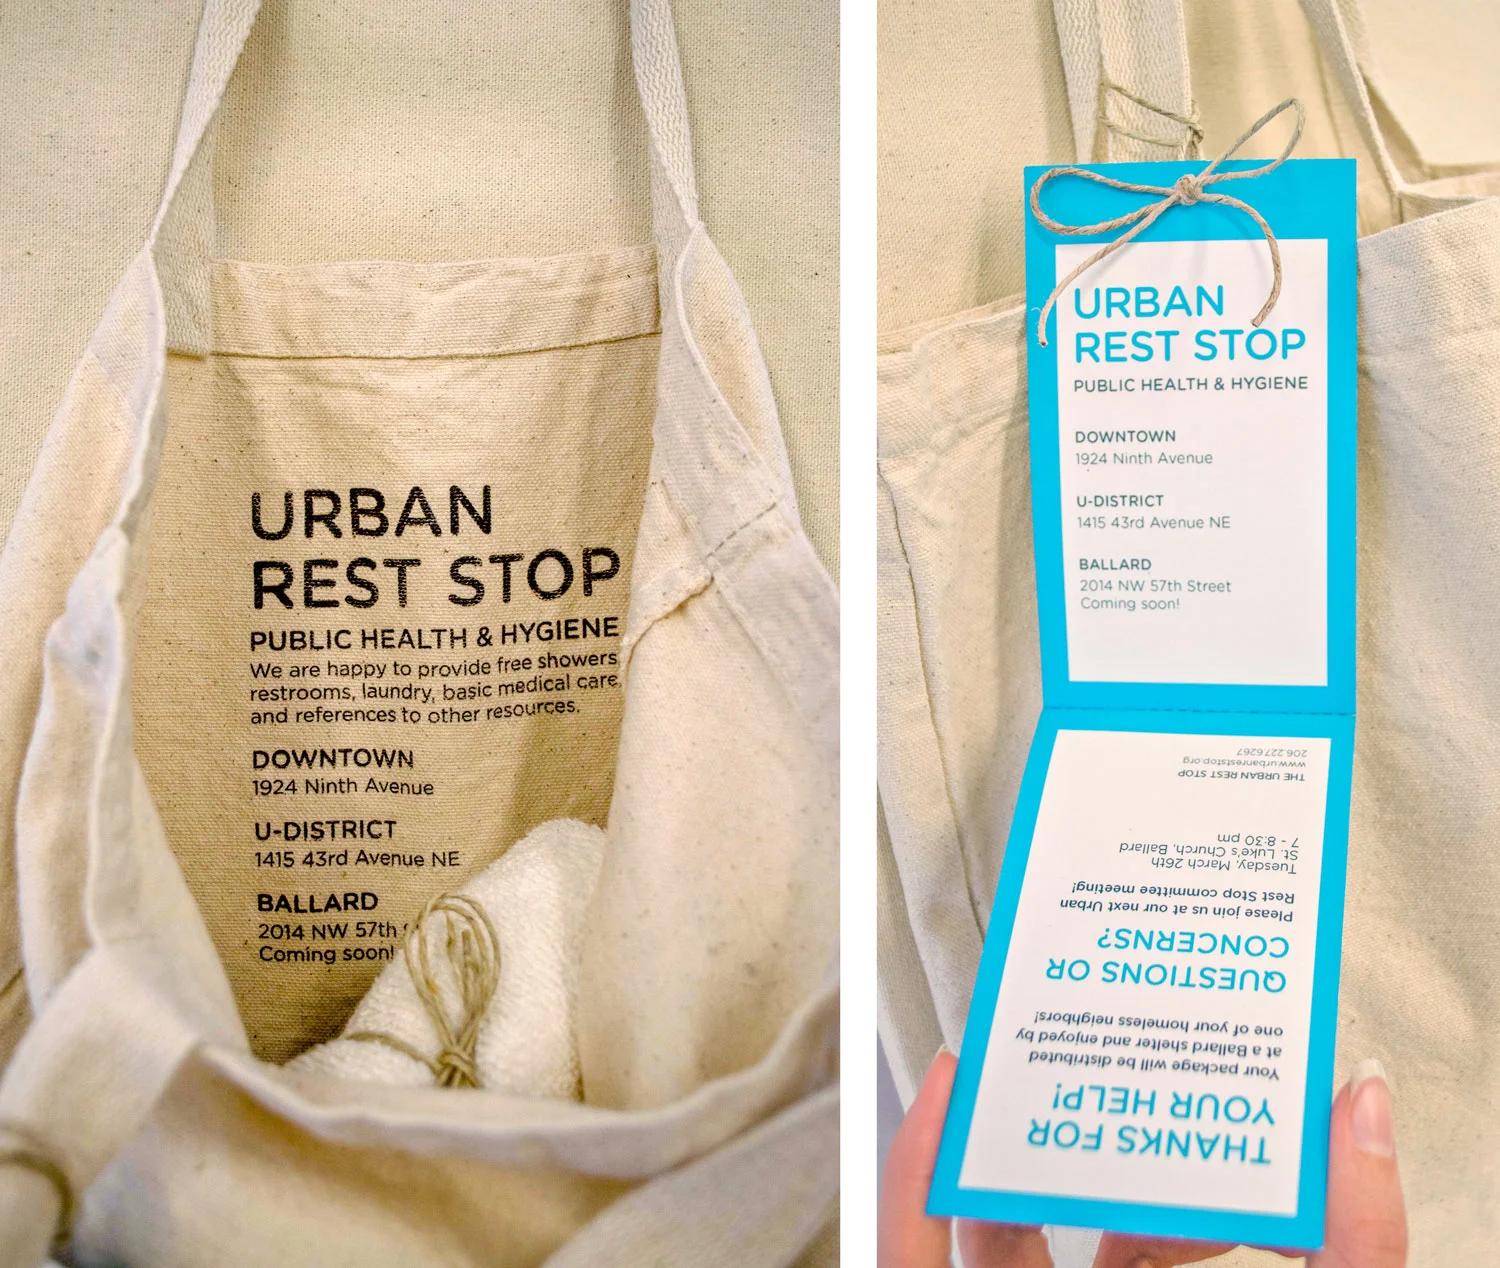 URBAN
REST STOP
PUBLIC HEALTH & HYGIENE
We are happy to provide free showers,
restrooms, laundry, basic medical care,
and references to other resources.
DOWNTOWN
1924 Ninth Avenue
U-DISTRICT
1415 43rd Avenue NE
BALLARD
2014 NW 57th
Coming soon!
URBAN
REST STOP
PUBLIC HEALTH & HYGIENE
DOWNTOWN
1924 Ninth Avenue
U-DISTRICT
1415 43rd Avenue NE
BALLARD
2014 NW 57th Street
Coming soon!
THANKS FOR
YOUR HELP!
Your package will be distributed
at a Ballard shelter and enjoyed by
one of your homeless neighbors!
QUESTIONS OR
CONCERNS?
Please join us at our next Urban
Rest Stop committee meeting!
Tuesday, March 26th
St. Luke's Church, Ballard
7 - 8:30 pm
THE URBAN REST STOP
www.urbanreststop.org
206.227.6267